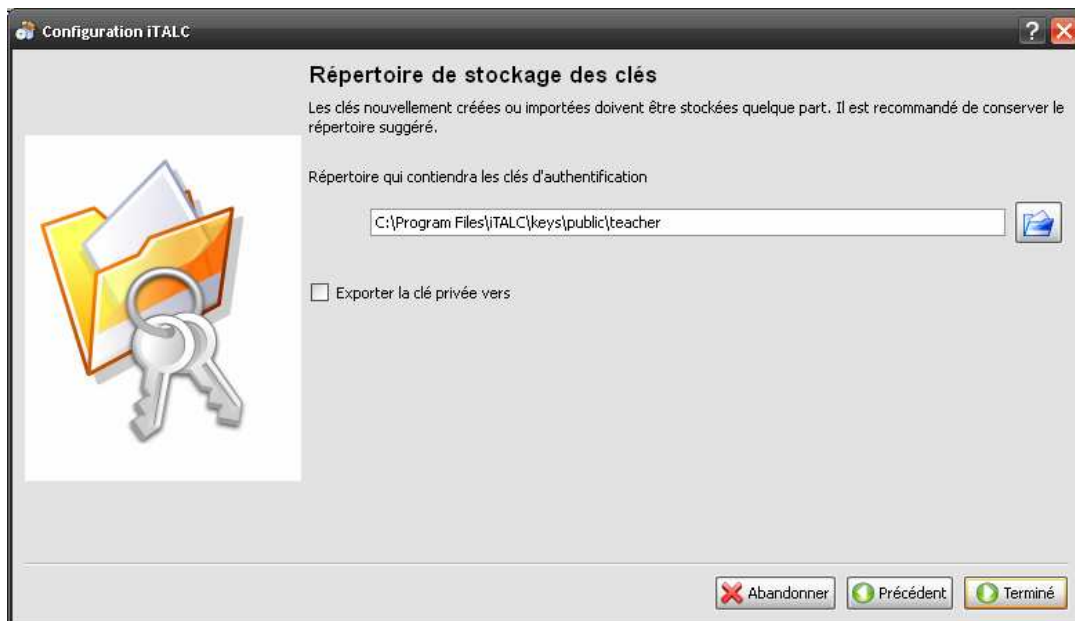 Configuration iTALC
?
Répertoire de stockage des clés
Les clés nouvellement créées ou importées doivent être stockées quelque part. Il est recommandé de conserver le
répertoire suggéré.
Répertoire qui contiendra les clés d'authentification
C:\Program Files\iTALC\keys\public\teacher
Exporter la clé privée vers
Abandonner
Précédent
Terminé